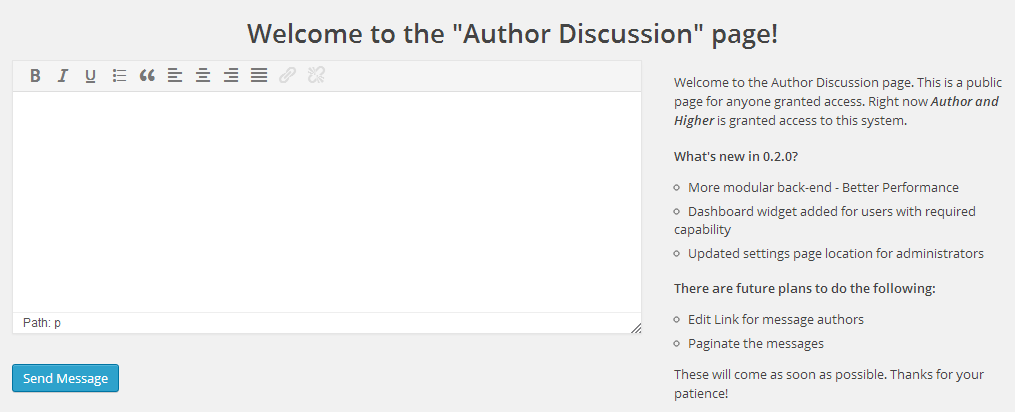 Welcome to the "Author Discussion" page!
B I U
Path: p
Send Message
Welcome to the Author Discussion page. This is a public
page for anyone granted access. Right now Author and
Higher is granted access to this system.
What's new in 0.2.0?
More modular back-end - Better Performance
Dashboard widget added for users with required
capability
Updated settings page location for administrators
There are future plans to do the following:
Edit Link for message authors
Paginate the messages
These will come as soon as possible. Thanks for your
patience!